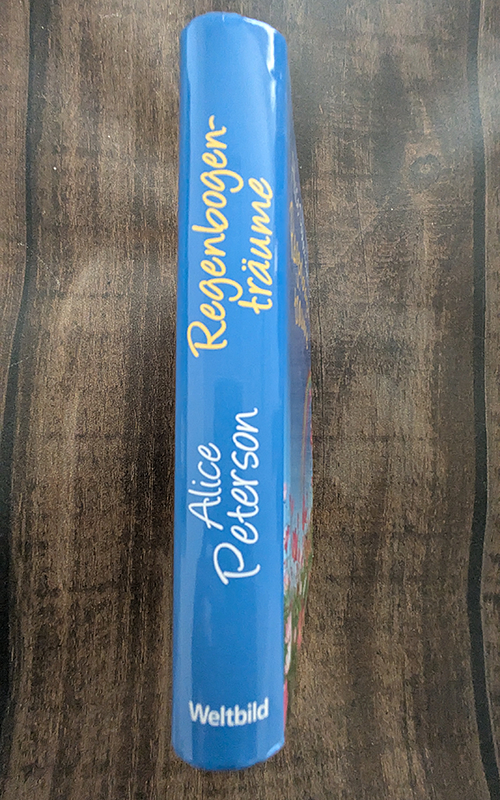 Alice
Peterson
Regenbogen-
träume
Weltbild